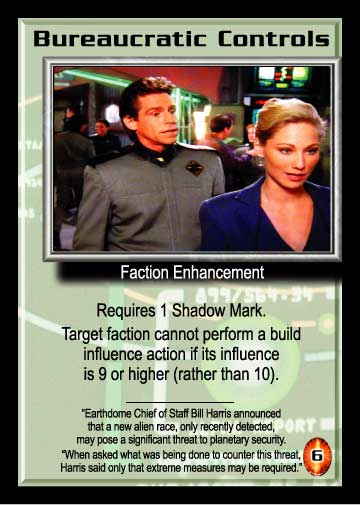 Bureaucratic Controls
Faction Enhancement
Requires 1 Shadow Mark.
Target faction cannot perform a build
influence action if its influence
is 9 or higher (rather than 10).
"Earthdome Chief of Staff Bill Harris announced
that a new alien race, only recently detected,
may pose a significant threat to planetary security.
"When asked what was being done to counter this threat,
Harris said only that extreme measures may be required."
6